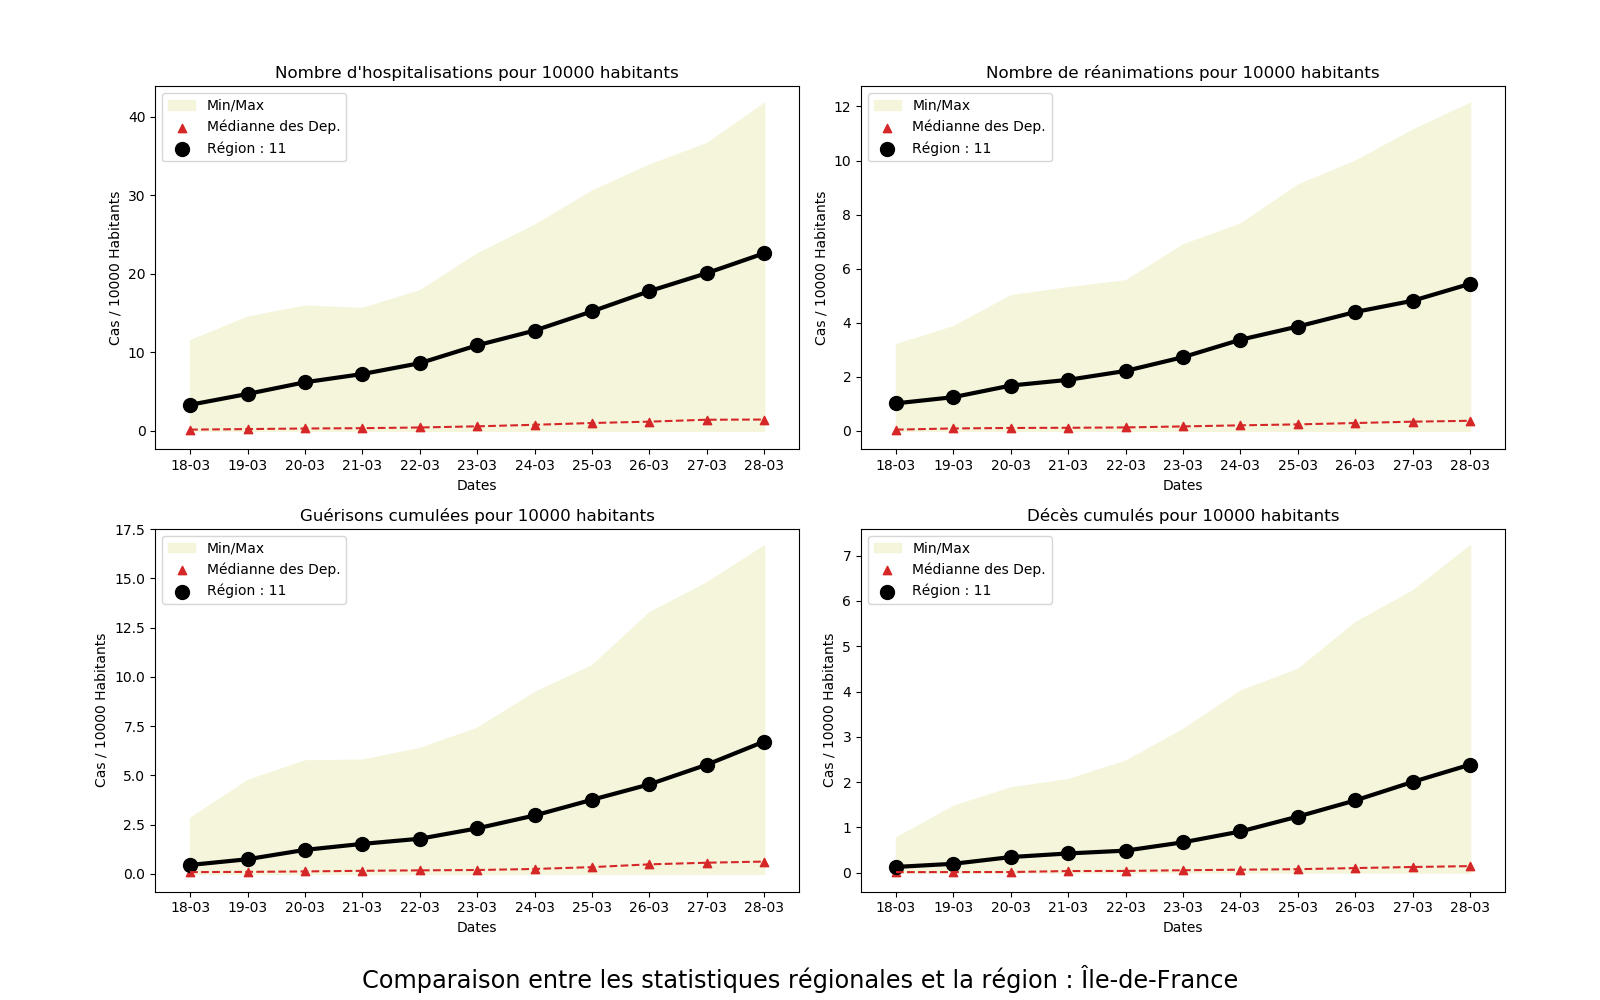 Nombre d'hospitalisations pour 10000 habitants
Min/Max
Médianne des Dep.
Région : 11
Cas / 10000 Habitants
40
30
20
10
0
18-03 19-03 20-03 21-03 22-03 23-03 24-03 25-03 26-03 27-03 28-03
Dates
Nombre de réanimations pour 10000 habitants
Min/Max
Médianne des Dep.
Région : 11
Cas / 10000 Habitants
12
10
8
6
4
2
0
18-03 19-03 20-03 21-03 22-03 23-03 24-03 25-03 26-03 27-03 28-03
Dates
Guérisons cumulées pour 10000 habitants
Min/Max
Médianne des Dep.
Région : 11
Cas / 10000 Habitants
17.5
15.0
12.5
10.0
7.5
5.0
2.5
0.0
18-03 19-03 20-03 21-03 22-03 23-03 24-03 25-03 26-03 27-03 28-03
Dates
Décès cumulés pour 10000 habitants
Min/Max
Médianne des Dep.
Région : 11
Cas / 10000 Habitants
7
6
5
4
3
2
1
0
18-03 19-03 20-03 21-03 22-03 23-03 24-03 25-03 26-03 27-03 28-03
Dates
Comparaison entre les statistiques régionales et la région : Île-de-France